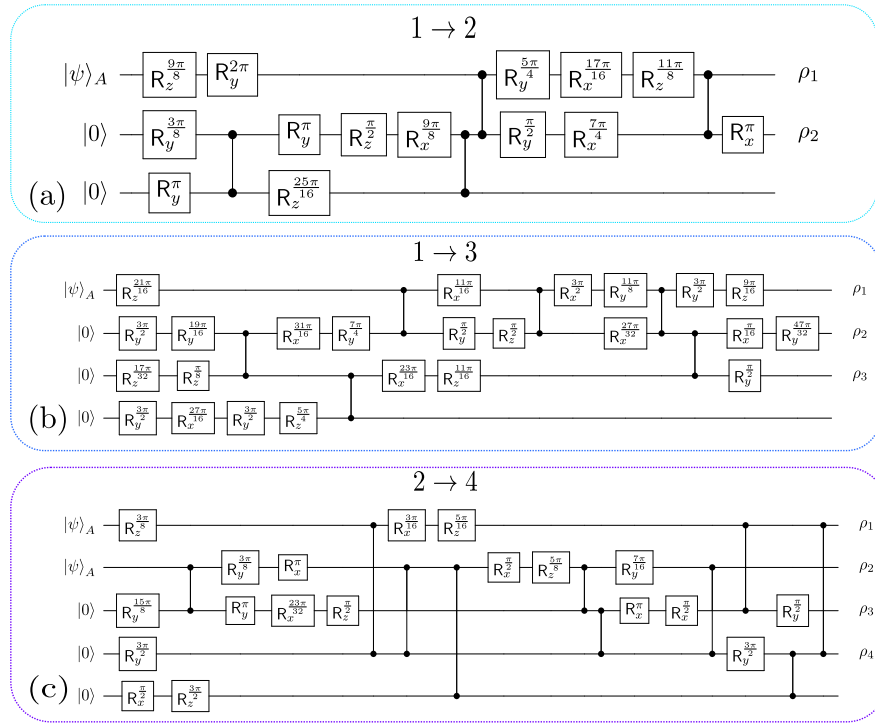 1 → 2
|ψ⟩_A R_z^{9π/8} R_y^{2π} R_y^{5π/4} R_x^{17π/16} R_z^{11π/8} ρ_1
|0⟩ R_y^{3π/8} R_y^{π} R_z^{π/2} R_x^{9π/8} R_y^{π/2} R_x^{7π/4} R_x^{π} ρ_2
(a) |0⟩ R_y^{π} R_z^{25π/16}
1 → 3
|ψ⟩_A R_z^{21π/16} R_x^{11π/16} R_x^{3π/2} R_y^{11π/8} R_y^{3π/2} R_z^{9π/16} ρ_1
|0⟩ R_y^{3π/2} R_y^{19π/16} R_x^{31π/16} R_y^{7π/4} R_y^{π/2} R_z^{π/2} R_x^{27π/32} R_x^{π/16} R_y^{47π/32} ρ_2
|0⟩ R_z^{17π/32} R_z^{π/8} R_x^{23π/16} R_z^{11π/16} R_y^{π/2} ρ_3
(b) |0⟩ R_y^{3π/2} R_x^{27π/16} R_y^{3π/2} R_z^{5π/4}
2 → 4
|ψ⟩_A R_z^{3π/8} R_x^{3π/16} R_z^{5π/16} ρ_1
|ψ⟩_A R_y^{3π/8} R_x^{π} R_x^{π/2} R_z^{5π/8} R_y^{7π/16} ρ_2
|0⟩ R_y^{15π/8} R_y^{π} R_x^{23π/32} R_z^{π/2} R_x^{π} R_x^{π/2} R_y^{π/2} ρ_3
|0⟩ R_y^{3π/2} R_y^{3π/2} ρ_4
(c) |0⟩ R_x^{π/2} R_z^{3π/2}